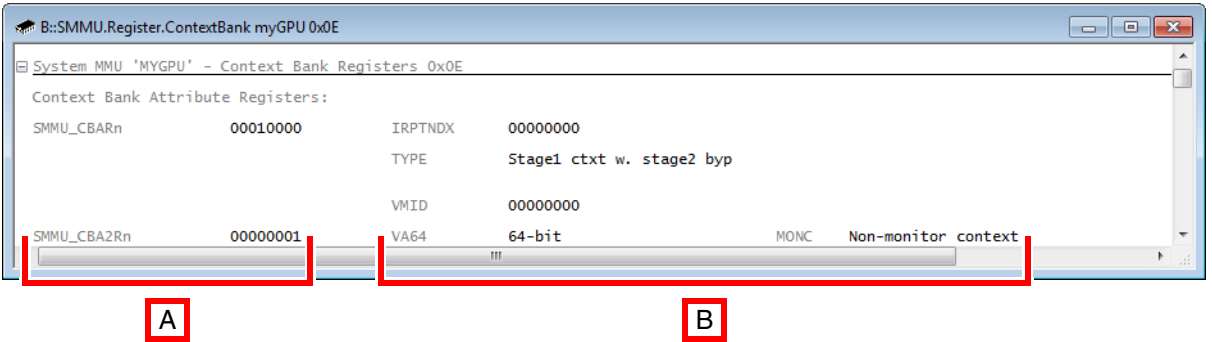 B::SMMU.Register.ContextBank myGPU 0x0E
System MMU 'MYGPU' - Context Bank Registers 0x0E
Context Bank Attribute Registers:
SMMU_CBARn 00010000 IRPTNDX 00000000
TYPE Stage1 ctxt w. stage2 byp
VMID 00000000
SMMU_CBA2Rn 00000001 VA64 64-bit MONC Non-monitor context
A B